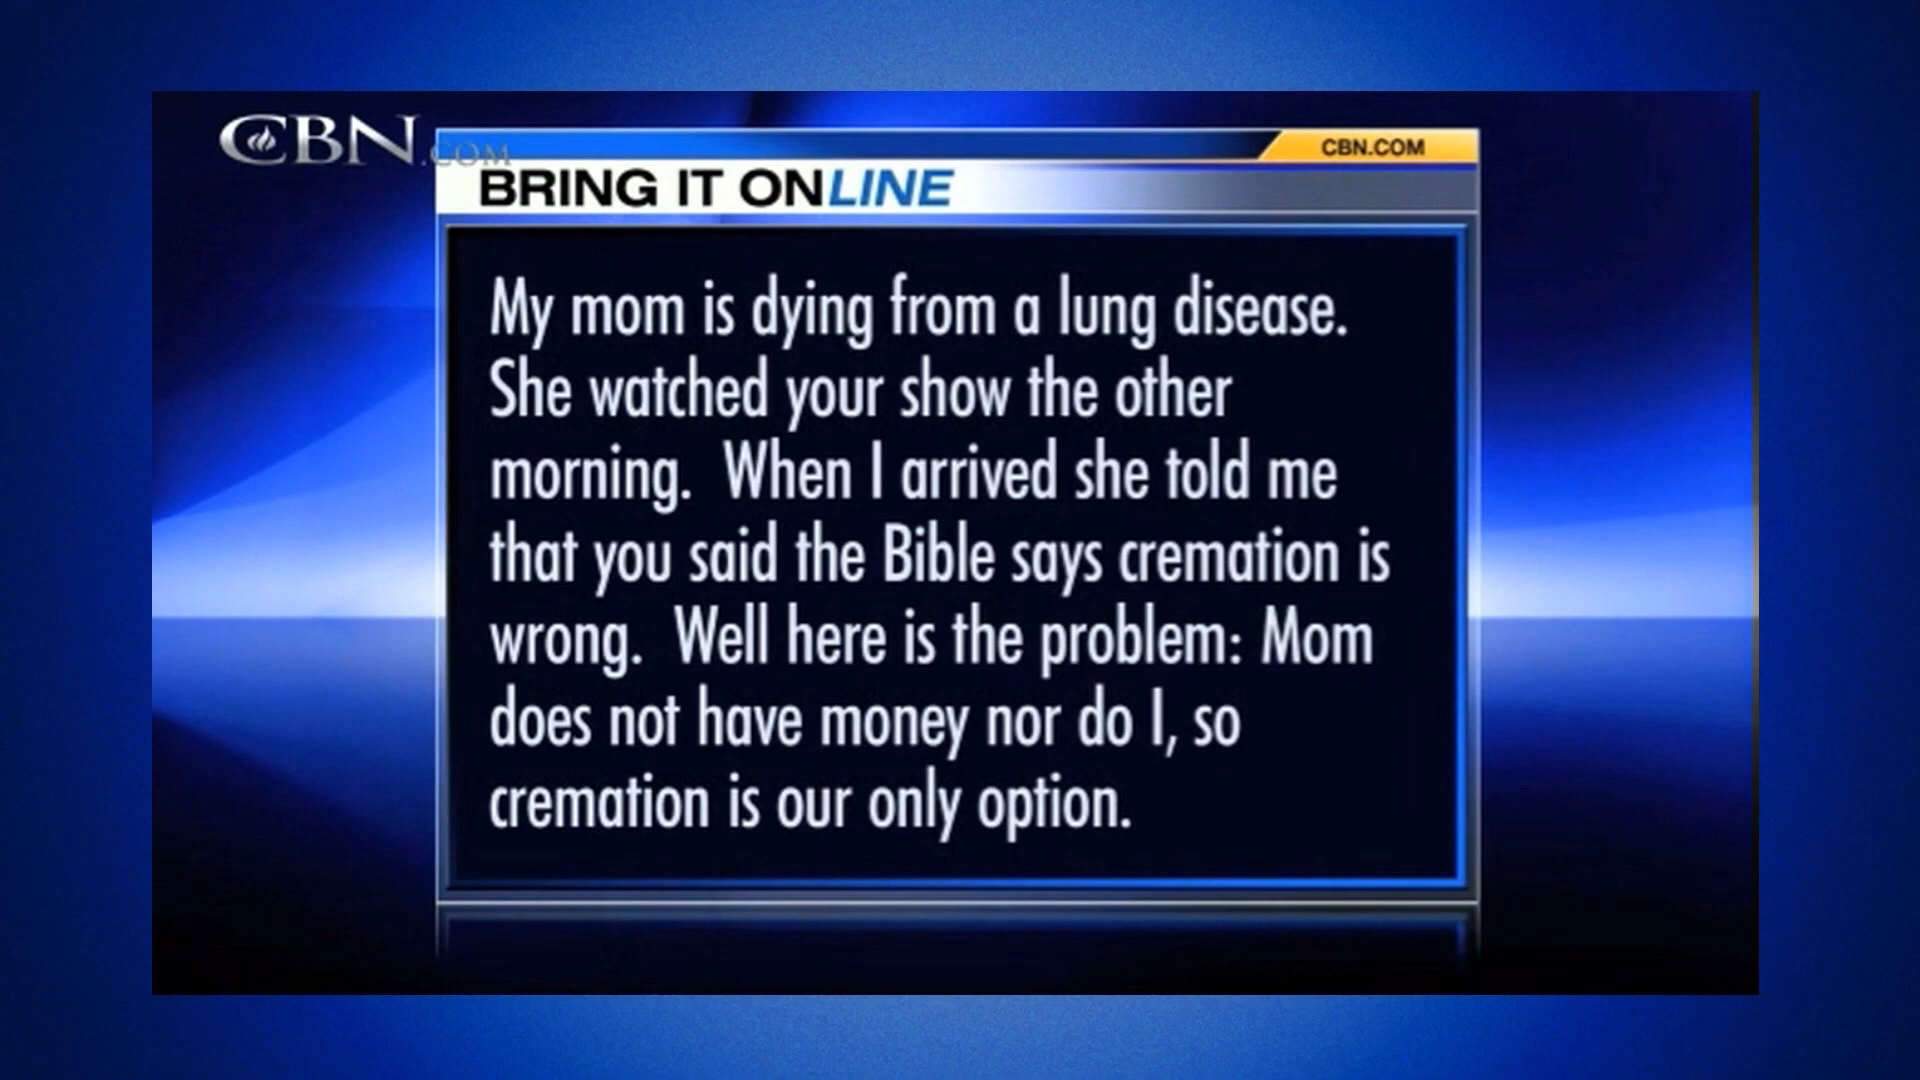 CBN.COM
CBN.COM
BRING IT ONLINE
My mom is dying from a lung disease.
She watched your show the other
morning.  When I arrived she told me
that you said the Bible says cremation is
wrong.  Well here is the problem: Mom
does not have money nor do I, so
cremation is our only option.